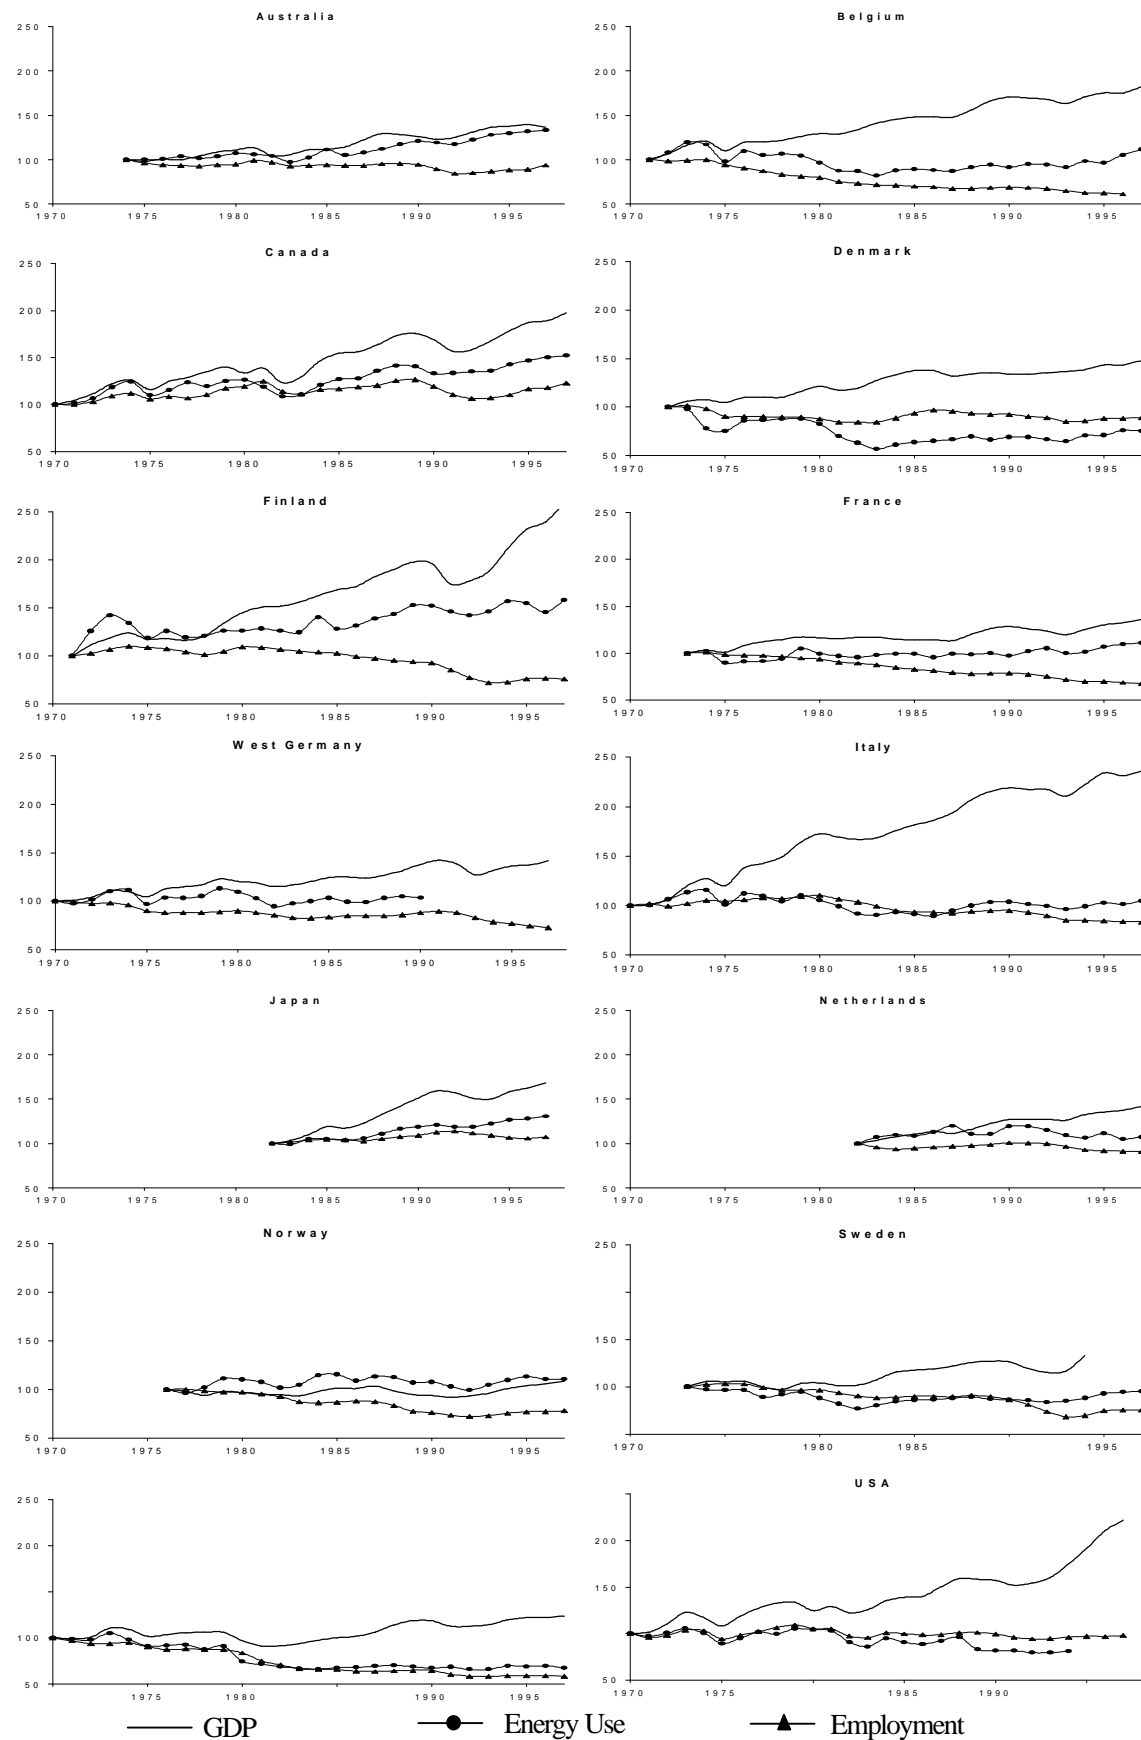 Australia
250
200
150
100
50
1970 1975 1980 1985 1990 1995
Belgium
250
200
150
100
50
1970 1975 1980 1985 1990 1995
Canada
250
200
150
100
50
1970 1975 1980 1985 1990 1995
Denmark
250
200
150
100
50
1970 1980 1985 1990 1995
Finland
250
200
150
100
50
1970 1975 1980 1985 1990 1995
France
250
200
150
100
50
1970 1975 1980 1985 1990 1995
West Germany
250
200
150
100
50
1970 1975 1980 1985 1990 1995
Italy
250
200
150
100
50
1970 1975 1980 1985 1990 1995
Japan
250
200
150
100
50
1970 1975 1980 1985 1890 1995
Netherlands
250
200
150
100
50
1970 1975 1980 1985 1990 1995
Norway
250
200
150
100
50
1970 1975 1980 1985 1990 1995
Sweden
250
200
150
100
1970 1980 1985 1995
250
200
100
50
1975 1980 1990 1995
USA
200
150
100
50
1970 1975 1985 1990
GDP Energy Use Employment